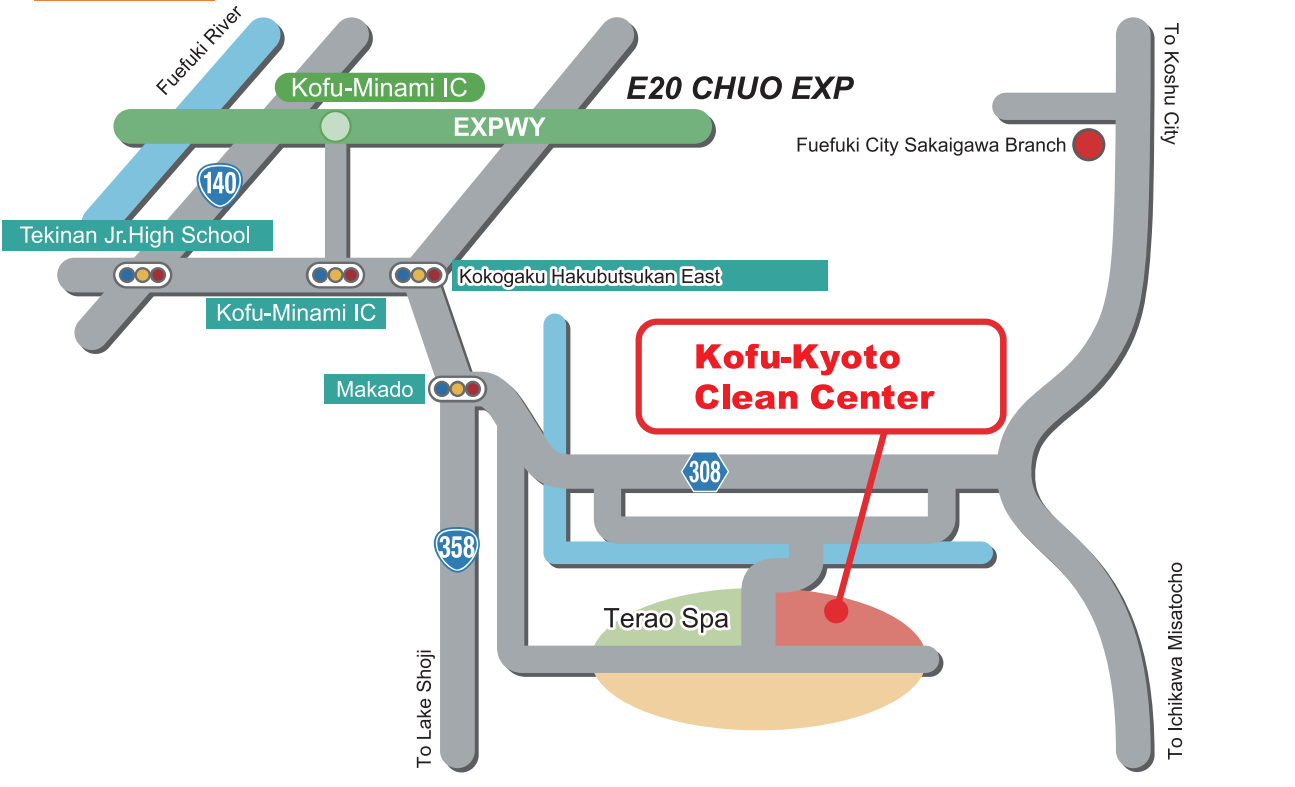 Fuefuki River
Kofu-Minami IC
E20 CHUO EXP
EXPWY
To Koshu City
Fuefuki City Sakaigawa Branch
140
Tekinan Jr.High School
Kokogaku Hakubutsukan East
Kofu-Minami IC
Kofu-Kyoto
Clean Center
Makado
308
358
Terao Spa
To Lake Shoji
To Ichikawa Misatocho